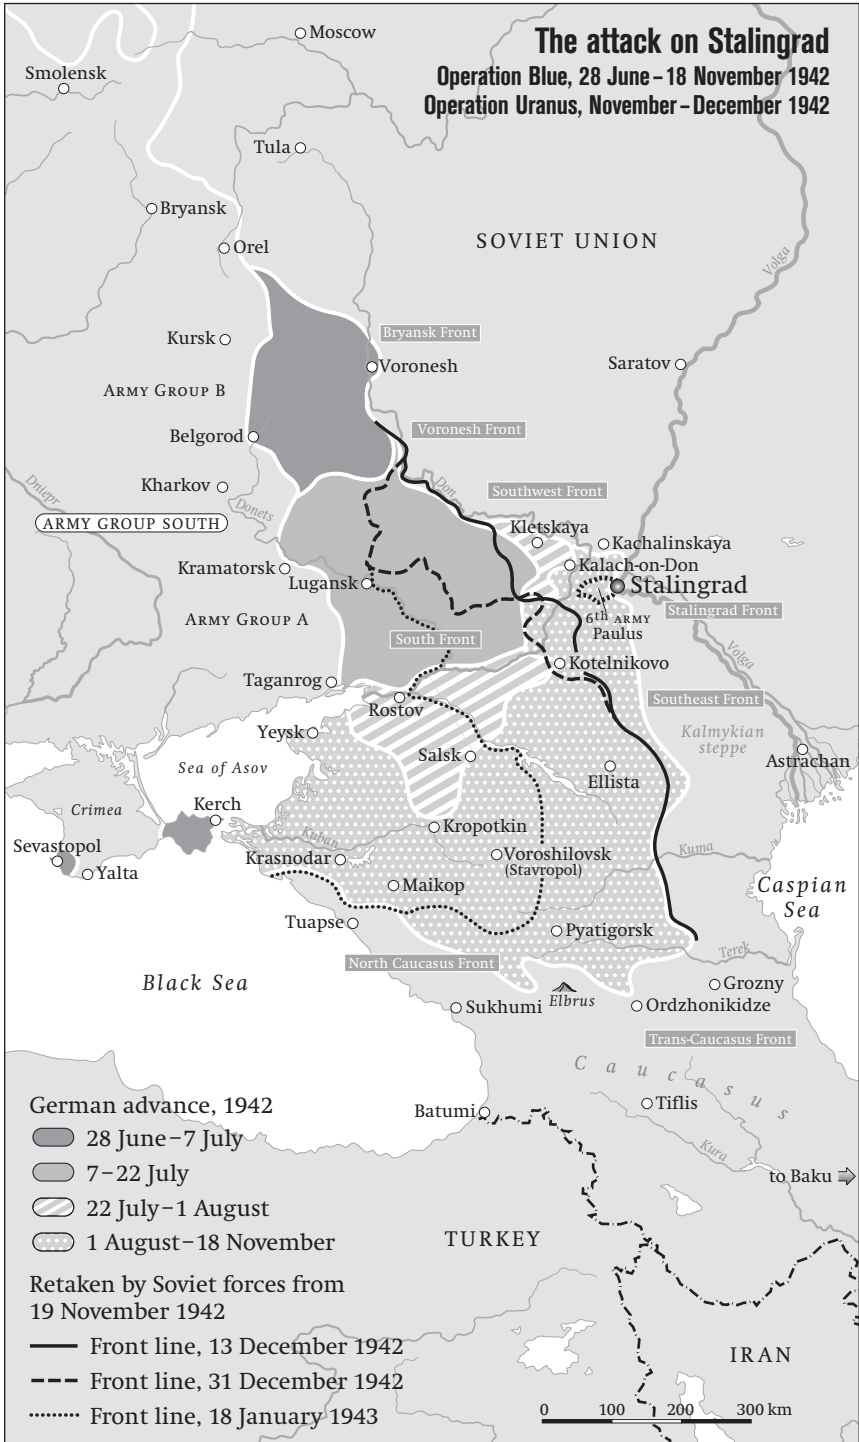 The attack on Stalingrad
Operation Blue, 28 June – 18 November 1942
Operation Uranus, November – December 1942
Moscow
Smolensk
Tula
Bryansk
Orel
SOVIET UNION
Volga
Kursk
Bryansk Front
Voronesh
Saratov
ARMY GROUP B
Belgorod
Voronesh Front
Kharkov
Dniepr
Donets
Don
Southwest Front
ARMY GROUP SOUTH
Kletskaya
Kachalinskaya
Kramatorsk
Kalach-on-Don
Lugansk
Stalingrad
Stalingrad Front
ARMY GROUP A
6th ARMY
Paulus
South Front
Volga
Kotelnikovo
Taganrog
Rostov
Southeast Front
Yeysk
Kalmykian
steppe
Salsk
Astrachan
Sea of Asov
Ellista
Crimea
Kerch
Kuban
Kropotkin
Sevastopol
Yalta
Krasnodar
Voroshilovsk
(Stavropol)
Kuma
Maikop
Caspian
Sea
Tuapse
Pyatigorsk
North Caucasus Front
Terek
Black Sea
Grozny
Elbrus
Sukhumi
Ordzhonikidze
Trans-Caucasus Front
Caucasus
Batumi
Tiflis
Kura
to Baku
TURKEY
IRAN
German advance, 1942
28 June – 7 July
7 – 22 July
22 July – 1 August
1 August – 18 November
Retaken by Soviet forces from
19 November 1942
Front line, 13 December 1942
Front line, 31 December 1942
Front line, 18 January 1943
0 100 200 300 km